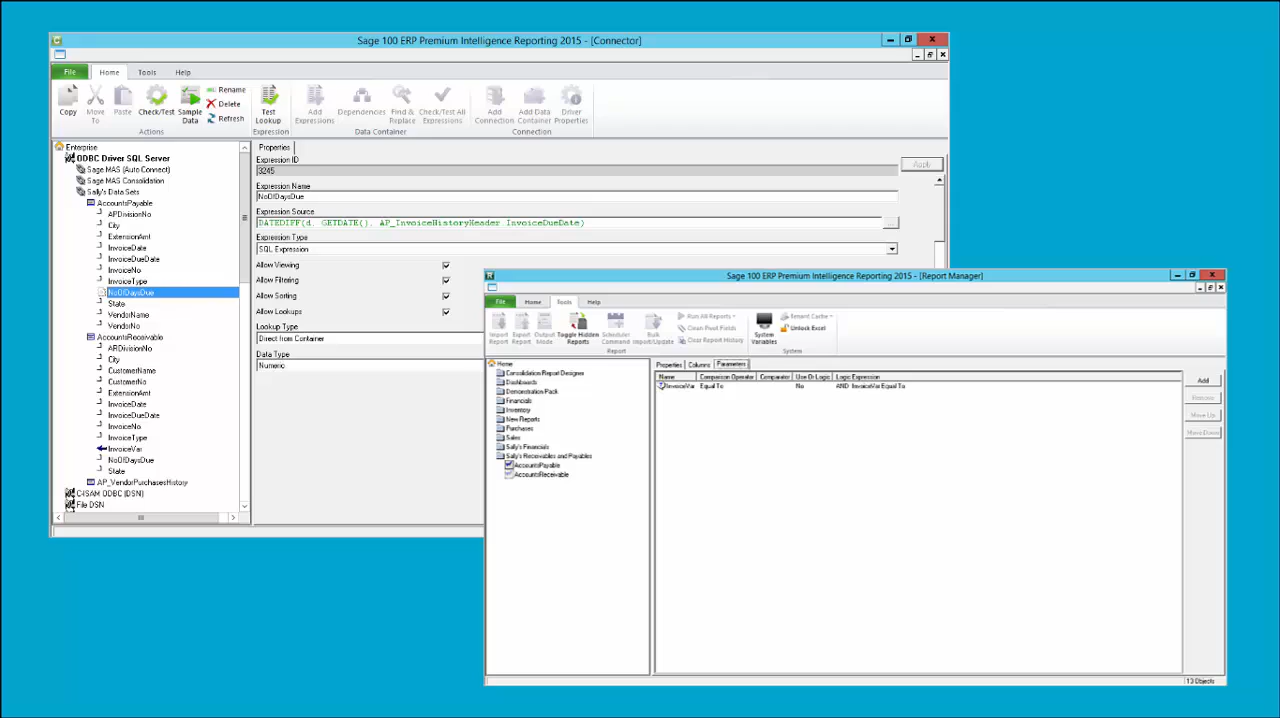 Sage 100 ERP Premium Intelligence Reporting 2015 - [Connector]
File Home Tools Help
Copy
Move To
Paste
Check/Test
Sample Data
Rename
Delete
Refresh
Actions
Test Lookup
Expression
Add Expressions
Dependencies
Find & Replace
Check/Test All Expressions
Data Container
Add Connection
Add Data Container
Driver Properties
Connection
Enterprise
ODBC Driver SQL Server
Sage MAS (Auto Connect)
Sage MAS Consolidation
Sally's Data Sets
AccountsPayable
APDivisionNo
City
ExtensionAmt
InvoiceDate
InvoiceDueDate
InvoiceNo
InvoiceType
NoOfDaysDue
State
VendorName
VendorNo
AccountsReceivable
ARDivisionNo
City
CustomerName
CustomerNo
ExtensionAmt
InvoiceDate
InvoiceDueDate
InvoiceNo
InvoiceType
InvoiceVar
NoOfDaysDue
State
AP_VendorPurchasesHistory
C-ISAM ODBC (DSN)
File DSN
Properties
Expression ID
3245
Apply
Expression Name
NoOfDaysDue
Expression Source
DATEDIFF(d, GETDATE(), AP_InvoiceHistoryHeader.InvoiceDueDate)
...
Expression Type
SQL Expression
Allow Viewing
Allow Filtering
Allow Sorting
Allow Lookups
Lookup Type
Direct from Container
Data Type
Numeric
Sage 100 ERP Premium Intelligence Reporting 2015 - [Report Manager]
File Home Tools Help
Import Report
Export Report
Output Mode
Toggle Hidden Reports
Scheduler Command
Bulk Import/Update
Run All Reports
Clean Pivot Fields
Clear Report History
Report
System Variables
Tenant Cache
Unlock Excel
System
Home
Consolidation Report Designer
Dashboards
Demonstration Pack
Financials
Inventory
New Reports
Purchases
Sales
Sally's Financials
Sally's Receivables and Payables
AccountsPayable
AccountsReceivable
Properties Columns Parameters
Name Comparison Operator Comparator Use Or Logic Logic Expression
InvoiceVar Equal To No AND InvoiceVar Equal To
Add
Remove
Move Up
Move Down
13 Objects